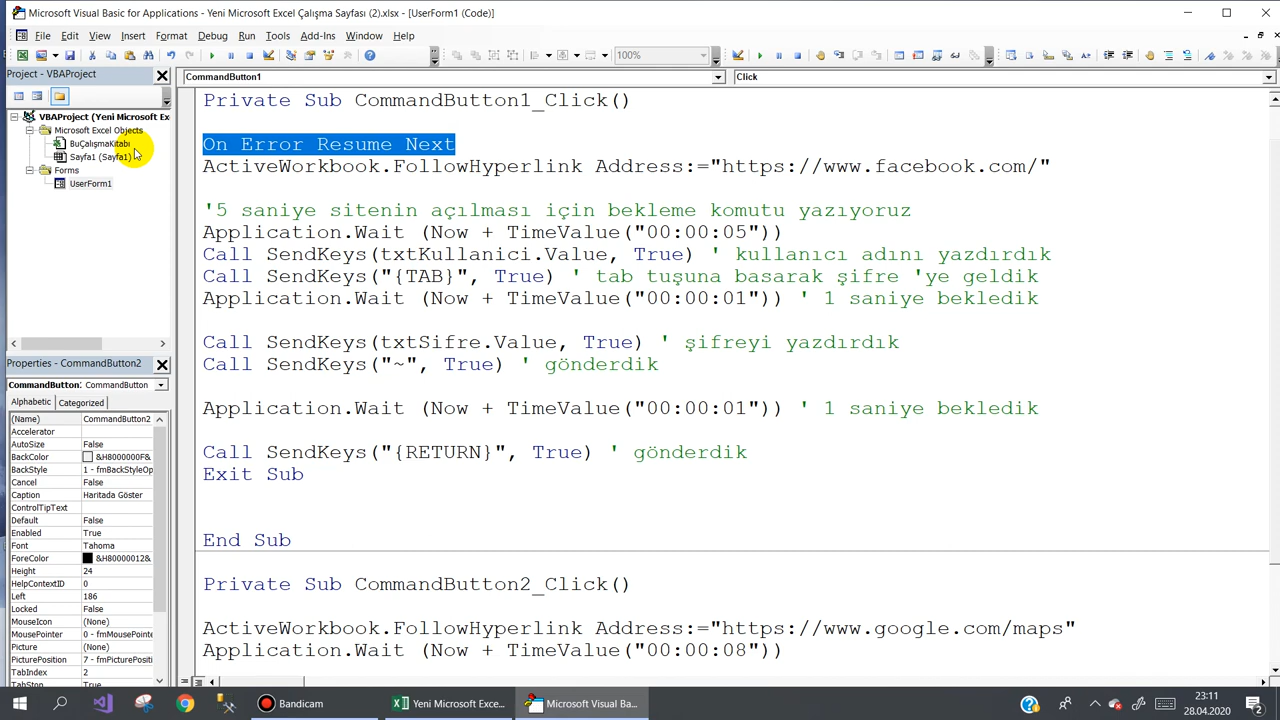 Microsoft Visual Basic for Applications - Yeni Microsoft Excel Çalışma Sayfası (2).xlsx - [UserForm1 (Code)]
File Edit View Insert Format Debug Run Tools Add-Ins Window Help
100%
Project - VBAProject
VBAProject (Yeni Microsoft Ex
Microsoft Excel Objects
BuÇalışmaKitabı
Sayfa1 (Sayfa1)
Forms
UserForm1
Properties - CommandButton2
CommandButton: CommandButton
Alphabetic Categorized
(Name) CommandButton2
Accelerator
AutoSize False
BackColor &H8000000F&
BackStyle 1 - fmBackStyleOp
Cancel False
Caption Haritada Göster
ControlTipText
Default False
Enabled True
Font Tahoma
ForeColor &H80000012&
Height 24
HelpContextID 0
Left 186
Locked False
MouseIcon (None)
MousePointer 0 - fmMousePointe
Picture (None)
PicturePosition 7 - fmPicturePositi
TabIndex 2
TabStop True
CommandButton1 Click
Private Sub CommandButton1_Click()
On Error Resume Next
ActiveWorkbook.FollowHyperlink Address:="https://www.facebook.com/"
'5 saniye sitenin açılması için bekleme komutu yazıyoruz
Application.Wait (Now + TimeValue("00:00:05"))
Call SendKeys(txtKullanici.Value, True) ' kullanıcı adını yazdırdık
Call SendKeys("{TAB}", True) ' tab tuşuna basarak şifre 'ye geldik
Application.Wait (Now + TimeValue("00:00:01")) ' 1 saniye bekledik
Call SendKeys(txtSifre.Value, True) ' şifreyi yazdırdık
Call SendKeys("~", True) ' gönderdik
Application.Wait (Now + TimeValue("00:00:01")) ' 1 saniye bekledik
Call SendKeys("{RETURN}", True) ' gönderdik
Exit Sub
End Sub
Private Sub CommandButton2_Click()
ActiveWorkbook.FollowHyperlink Address:="https://www.google.com/maps"
Application.Wait (Now + TimeValue("00:00:08"))
Bandicam
Yeni Microsoft Exce...
Microsoft Visual Ba...
23:11
28.04.2020
2